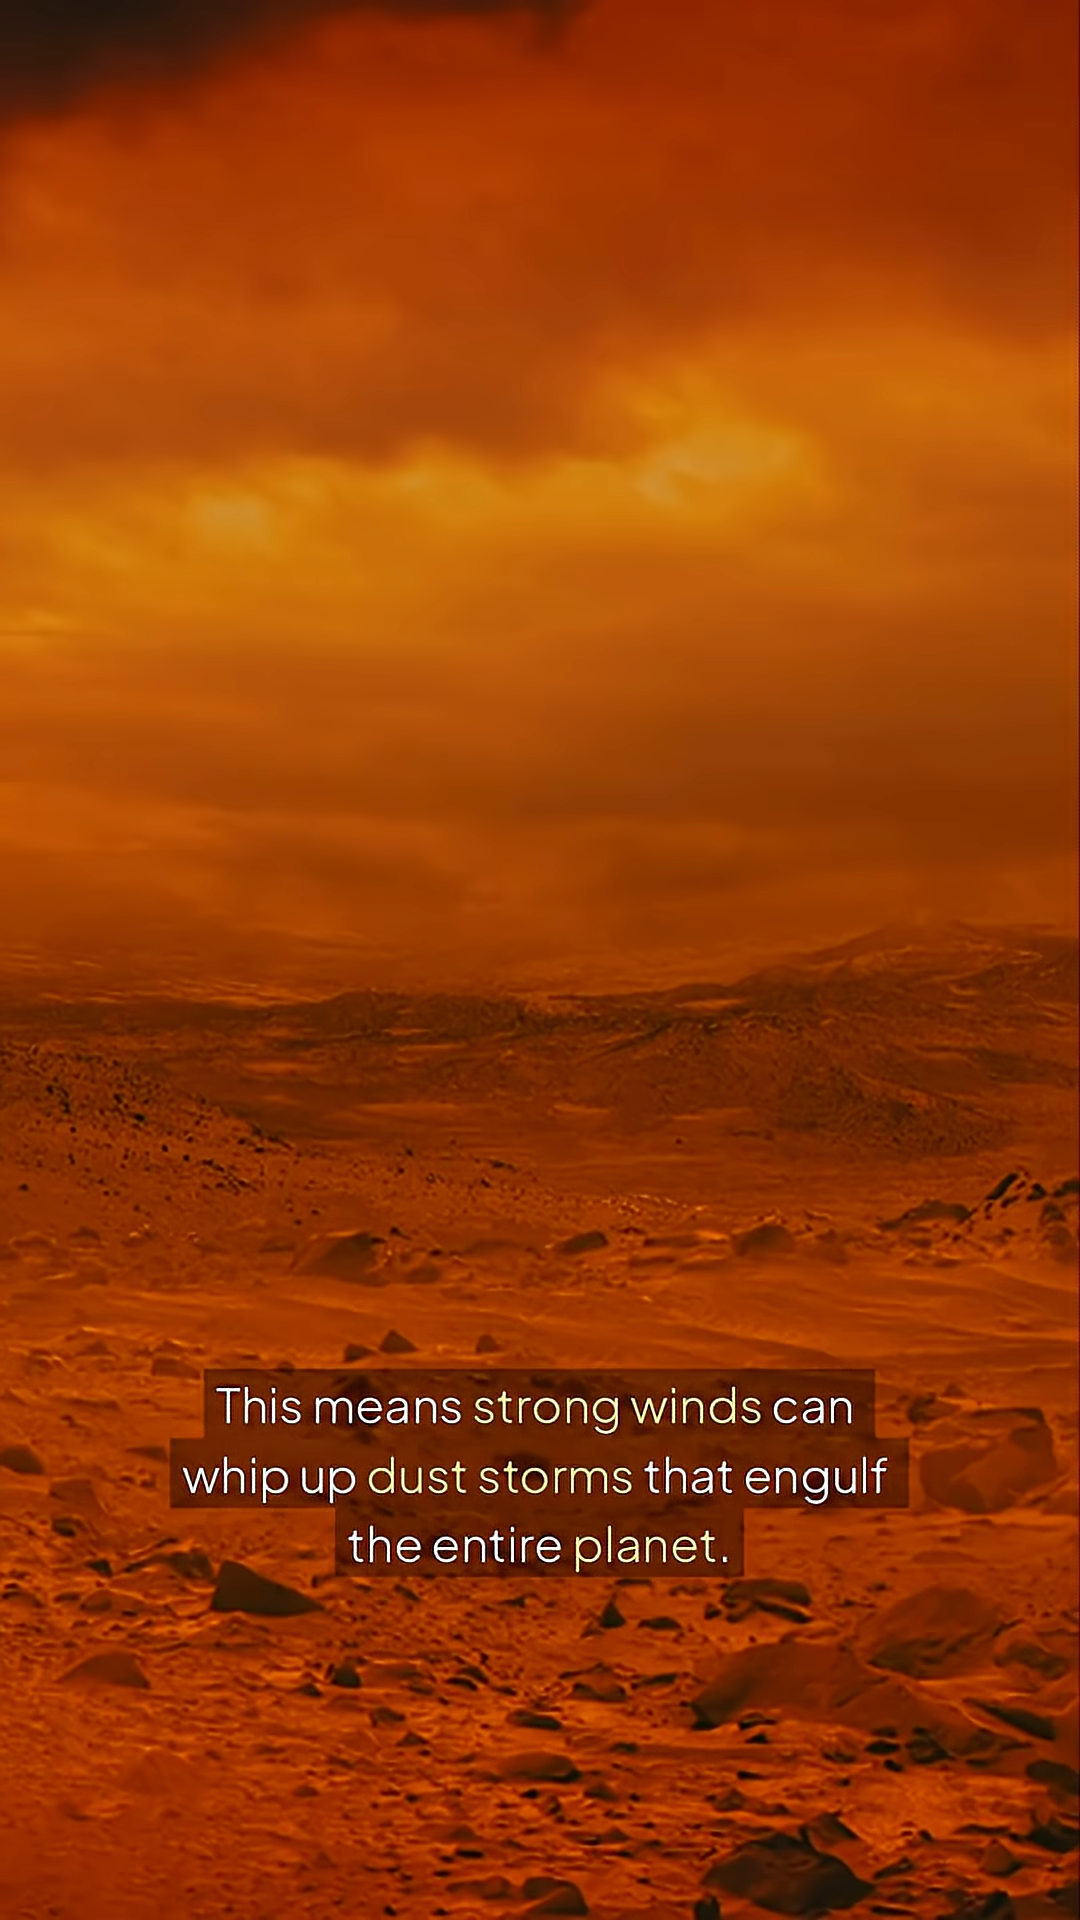 This means strong winds can
whip up dust storms that engulf
the entire planet.